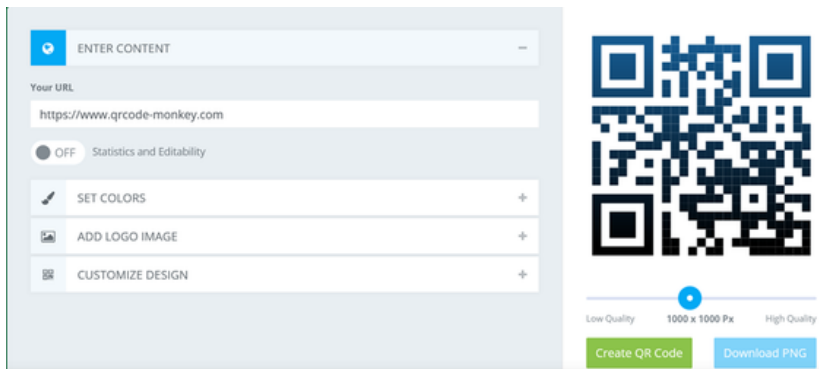 ENTER CONTENT
Your URL
https://www.qrcode-monkey.com
OFF Statistics and Editability
SET COLORS
ADD LOGO IMAGE
CUSTOMIZE DESIGN
Low Quality 1000 x 1000 Px High Quality
Create QR Code Download PNG